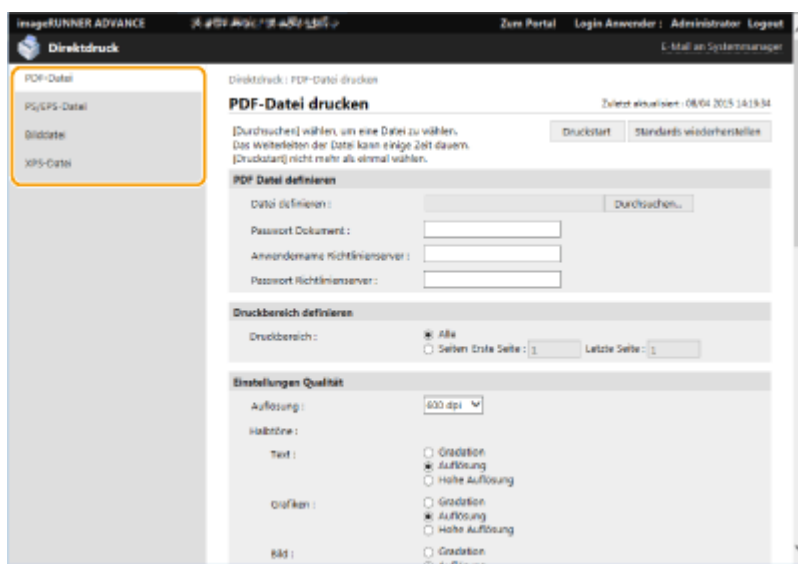 imageRUNNER ADVANCE
Zum Portal Login Anwender : Administrator Logout
Direktdruck
E-Mail an Systemmanager
PDF-Datei
PS/EPS-Datei
Bilddatei
XPS-Datei
Direktdruck : PDF-Datei drucken
PDF-Datei drucken
Zuletzt aktualisiert : 08/04 2015 14:19:34
[Durchsuchen] wählen, um eine Datei zu wählen.
Das Weiterleiten der Datei kann einige Zeit dauern.
[Druckstart] nicht mehr als einmal wählen.
Druckstart Standards wiederherstellen
PDF Datei definieren
Datei definieren : Durchsuchen...
Passwort Dokument :
Anwendername Richtlinienserver :
Passwort Richtlinienserver :
Druckbereich definieren
Druckbereich : Alle
Seiten Erste Seite : 1 Letzte Seite : 1
Einstellungen Qualität
Auflösung : 600 dpi
Halbtöne :
Text : Gradation
Auflösung
Hohe Auflösung
Grafiken : Gradation
Auflösung
Hohe Auflösung
Bild : Gradation